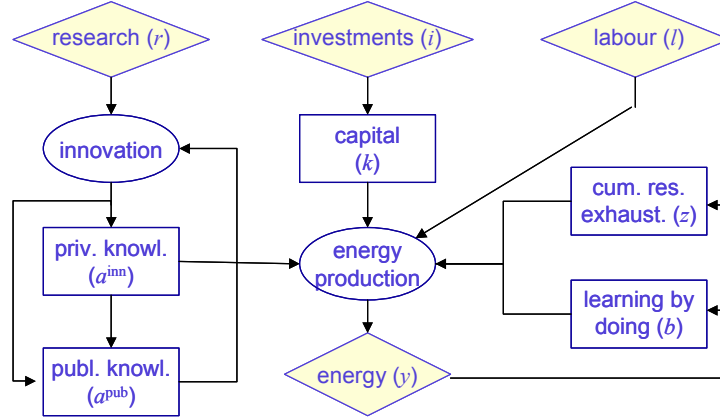 research (r)
investments (i)
labour (l)
innovation
capital
(k)
cum. res.
exhaust. (z)
priv. knowl.
(a^inn)
energy
production
learning by
doing (b)
publ. knowl.
(a^pub)
energy (y)